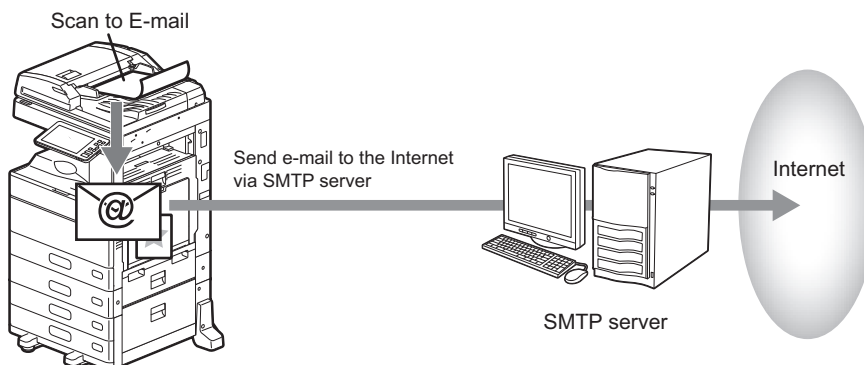 Scan to E-mail
Send e-mail to the Internet
via SMTP server
@
Internet
SMTP server